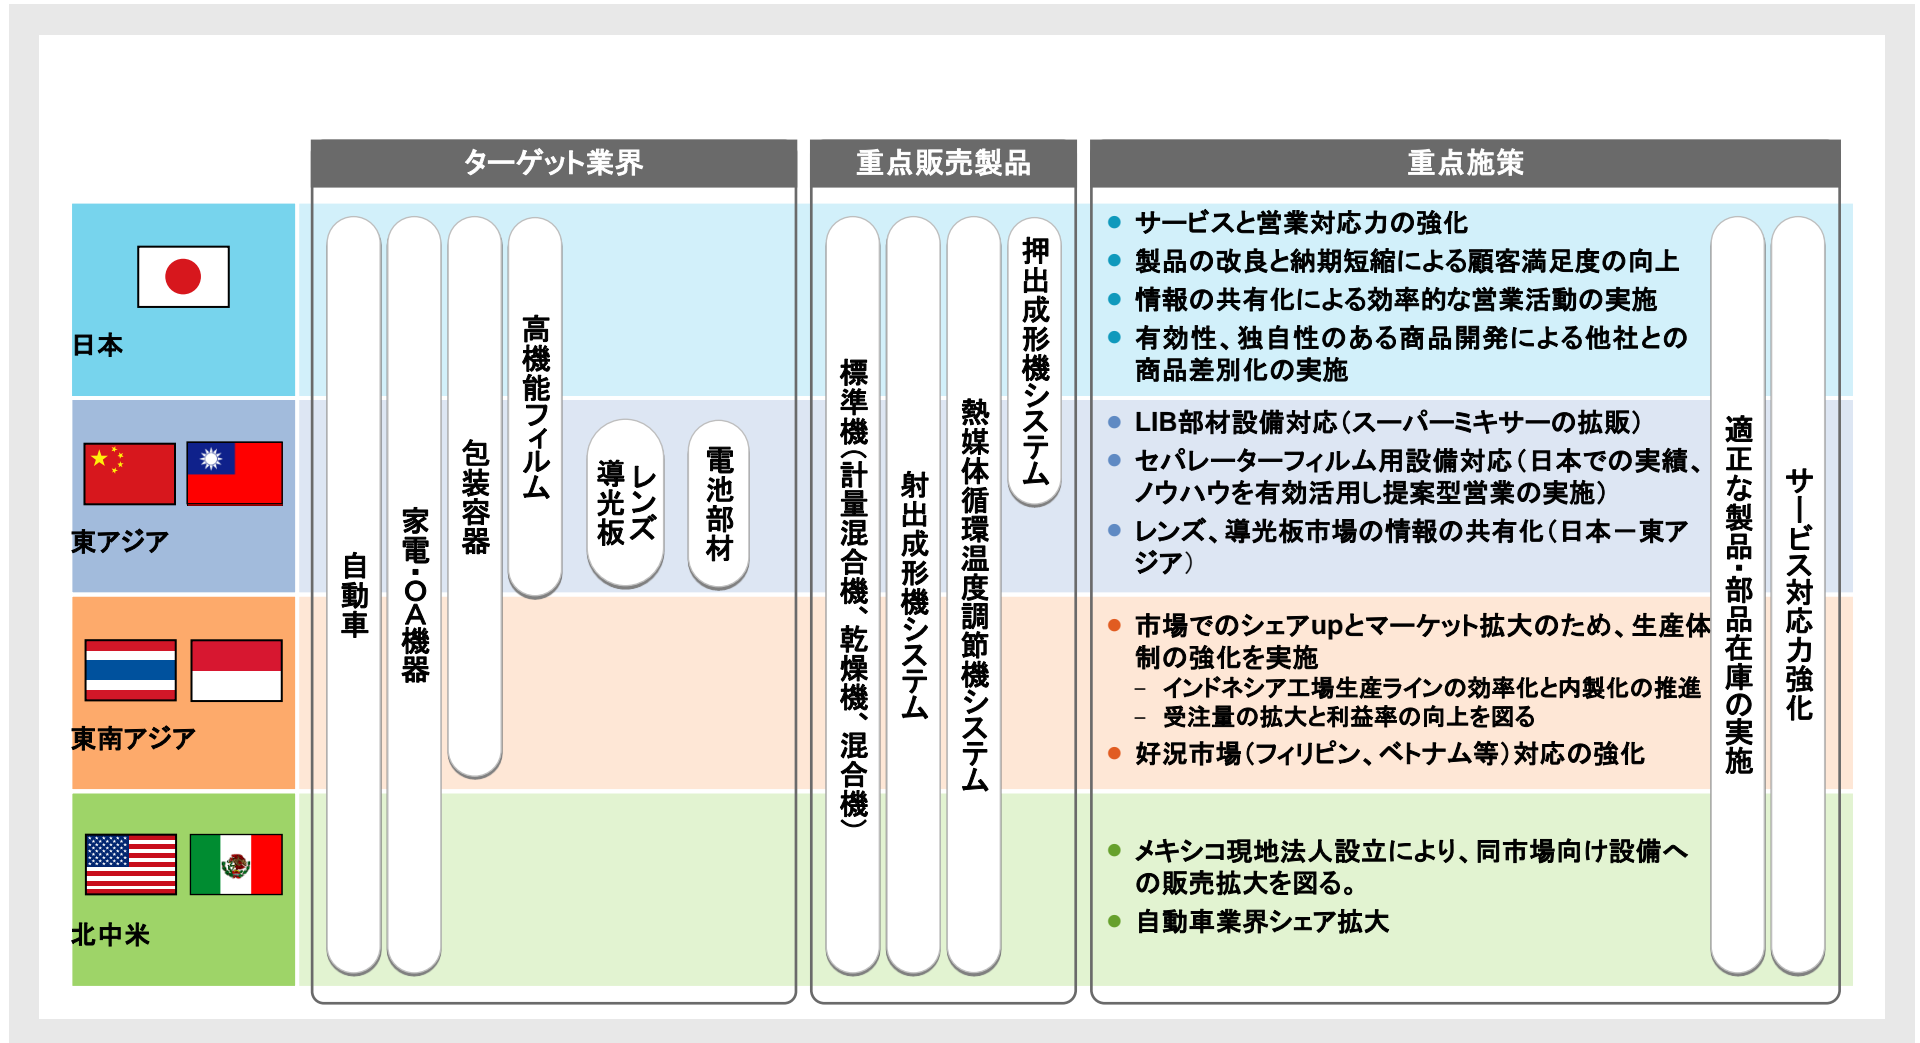 ターゲット業界
重点販売製品
重点施策
日本
東アジア
東南アジア
北中米
自動車
家電・OA機器
包装容器
高機能フィルム
レンズ
導光板
電池部材
標準機（計量混合機、乾燥機、混合機）
射出成形機システム
熱媒体循環温度調節機システム
押出成形機システム
● サービスと営業対応力の強化
● 製品の改良と納期短縮による顧客満足度の向上
● 情報の共有化による効率的な営業活動の実施
● 有効性、独自性のある商品開発による他社との
商品差別化の実施
● LIB部材設備対応（スーパーミキサーの拡販）
● セパレーターフィルム用設備対応（日本での実績、
ノウハウを有効活用し提案型営業の実施）
● レンズ、導光板市場の情報の共有化（日本－東ア
ジア）
● 市場でのシェアupとマーケット拡大のため、生産体
制の強化を実施
– インドネシア工場生産ラインの効率化と内製化の推進
– 受注量の拡大と利益率の向上を図る
● 好況市場（フィリピン、ベトナム等）対応の強化
● メキシコ現地法人設立により、同市場向け設備へ
の販売拡大を図る。
● 自動車業界シェア拡大
適正な製品・部品在庫の実施
サービス対応力強化